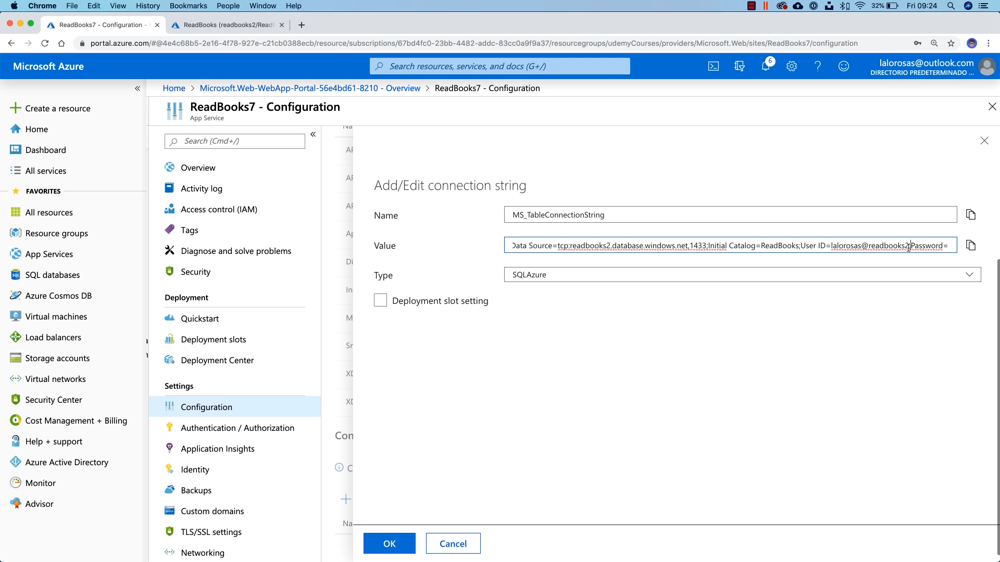 Chrome File Edit View History Bookmarks People Window Help
32% Fri 09:24
ReadBooks7 - Configuration -
ReadBooks (readbooks2/Read
portal.azure.com/#@4e4c68b5-2e16-4f78-927e-c21cb0388ecb/resource/subscriptions/67bd4fc0-23bb-4482-addc-83cc0a9f9a37/resourcegroups/udemyCourses/providers/Microsoft.Web/sites/ReadBooks7/configuration
Microsoft Azure
Search resources, services, and docs (G+/)
6
lalorosas@outlook.com
DIRECTORIO PREDETERMINADO ...
Home > Microsoft.Web-WebApp-Portal-56e4bd61-8210 - Overview > ReadBooks7 - Configuration
ReadBooks7 - Configuration
App Service
Create a resource
Home
Dashboard
All services
FAVORITES
All resources
Resource groups
App Services
SQL databases
Azure Cosmos DB
Virtual machines
Load balancers
Storage accounts
Virtual networks
Security Center
Cost Management + Billing
Help + support
Azure Active Directory
Monitor
Advisor
Search (Cmd+/)
Overview
Activity log
Access control (IAM)
Tags
Diagnose and solve problems
Security
Deployment
Quickstart
Deployment slots
Deployment Center
Settings
Configuration
Authentication / Authorization
Application Insights
Identity
Backups
Custom domains
TLS/SSL settings
Networking
Na
AP
AP
AP
Ap
Di
Ins
M
Sn
XD
XD
Con
C
Na
Add/Edit connection string
Name
MS_TableConnectionString
Value
Data Source=tcp:readbooks2.database.windows.net,1433;Initial Catalog=ReadBooks;User ID=lalorosas@readbooks2;Password=
Type
SQLAzure
Deployment slot setting
OK
Cancel